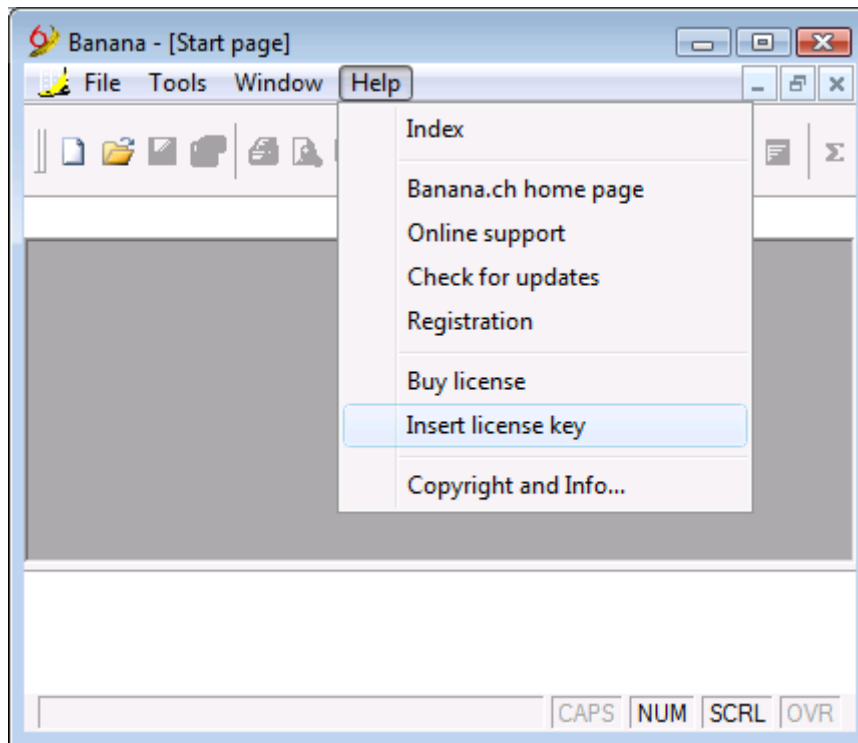 Banana - [Start page]
File Tools Window Help
Index
Banana.ch home page
Online support
Check for updates
Registration
Buy license
Insert license key
Copyright and Info...
Σ
CAPS NUM SCRL OVR